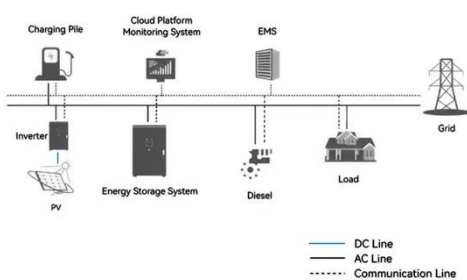 Cloud Platform
Monitoring System
Charging Pile
EMS
Inverter
Grid
Energy Storage System
Diesel
Load
PV
DC Line
AC Line
Communication Line